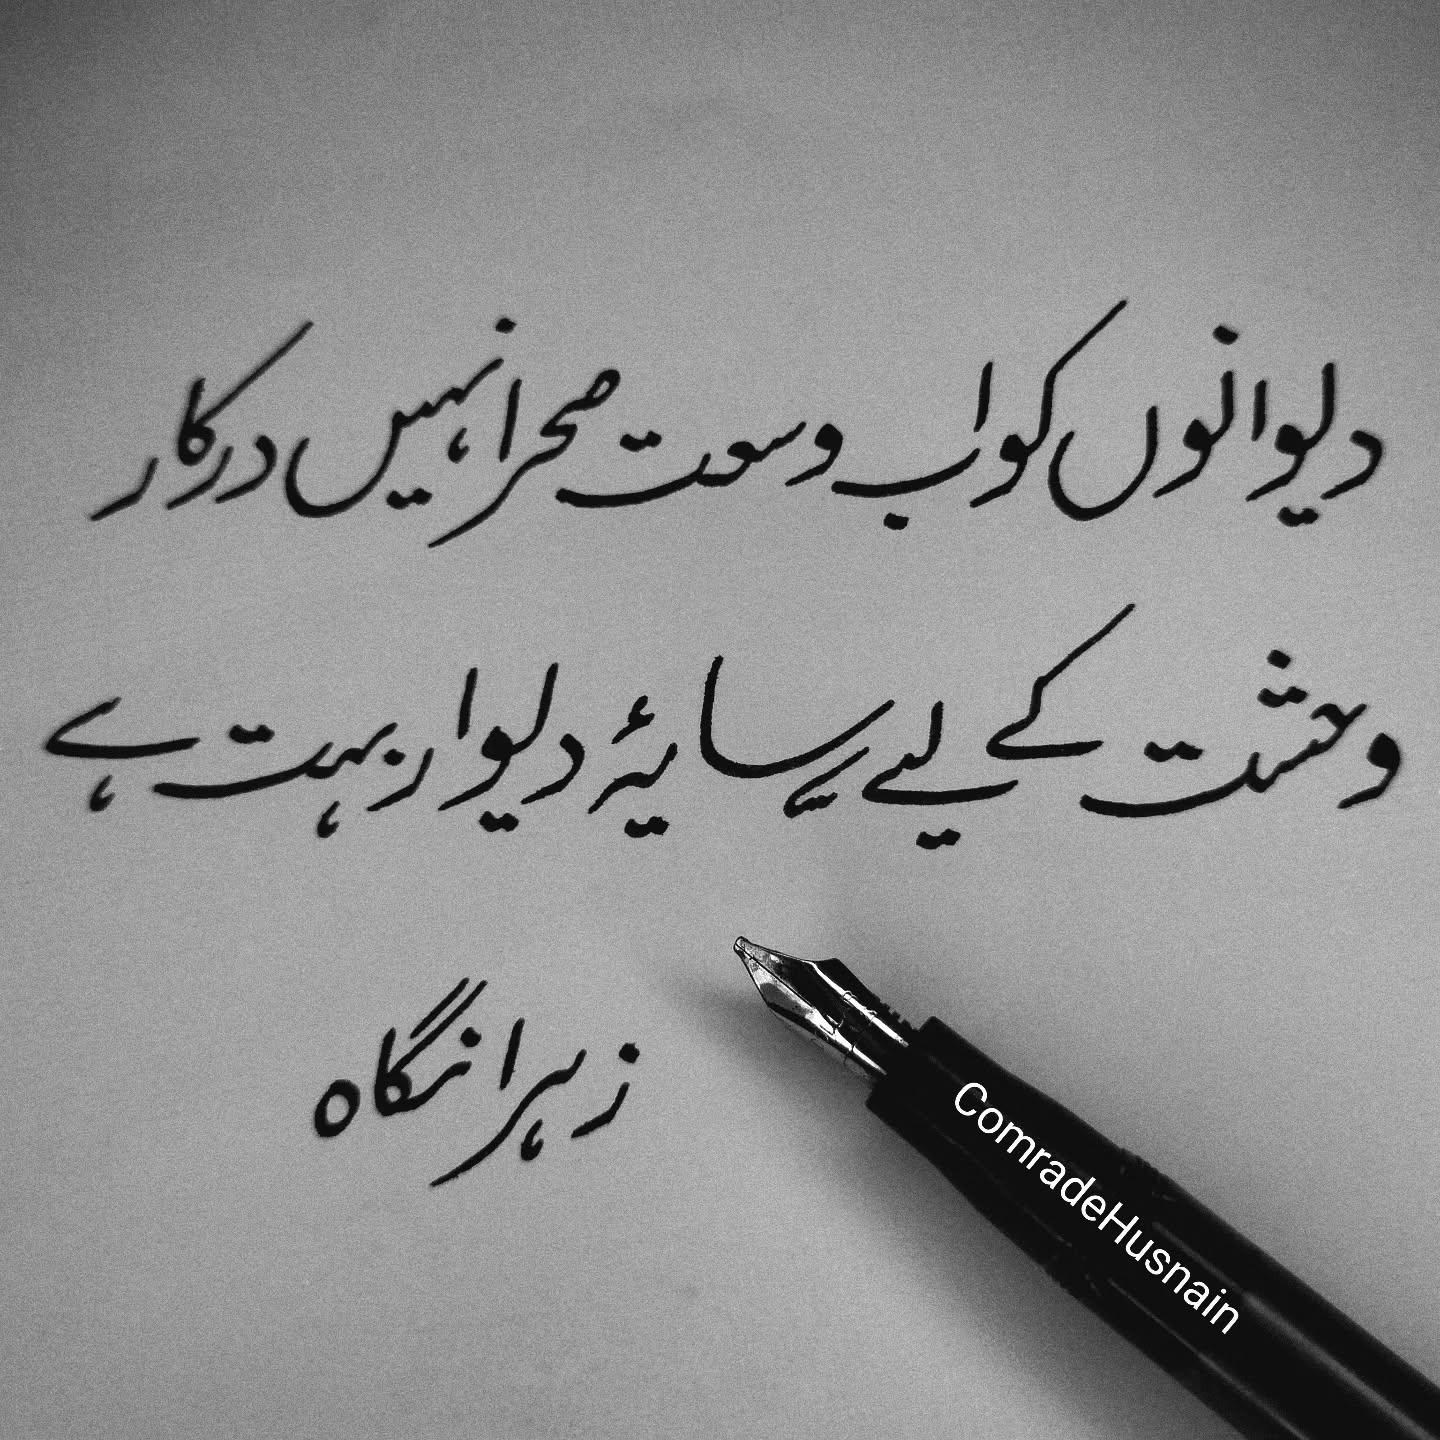 دیوانوں کو اب وسعت صحرا نہیں درکار
وحشت کے لیے سایۂ دیوار بہت ہے
زہرا نگاہ
ComradeHusnain